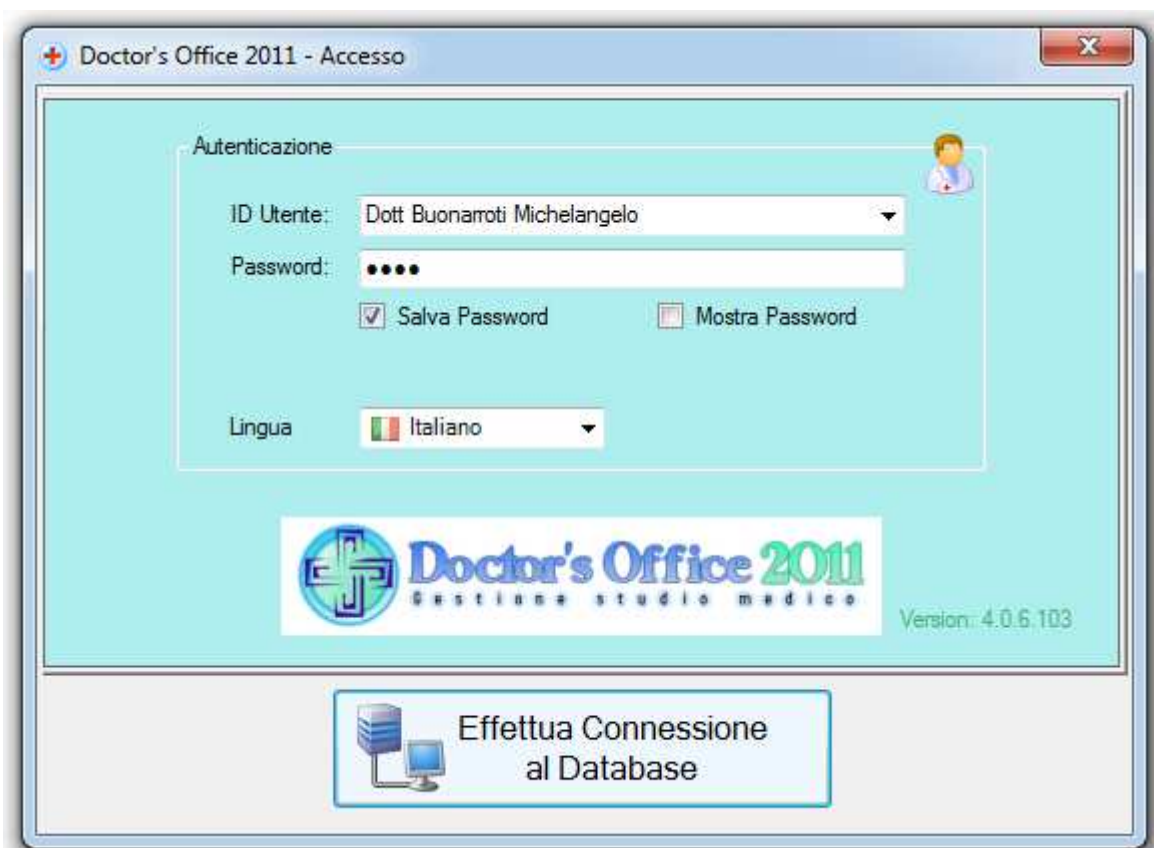 Doctor's Office 2011 - Accesso
Autenticazione
ID Utente: Dott Buonarroti Michelangelo
Password: ●●●●
Salva Password Mostra Password
Lingua Italiano
Doctor's Office 2011
Gestione studio medico
Version: 4.0.6.103
Effettua Connessione
al Database